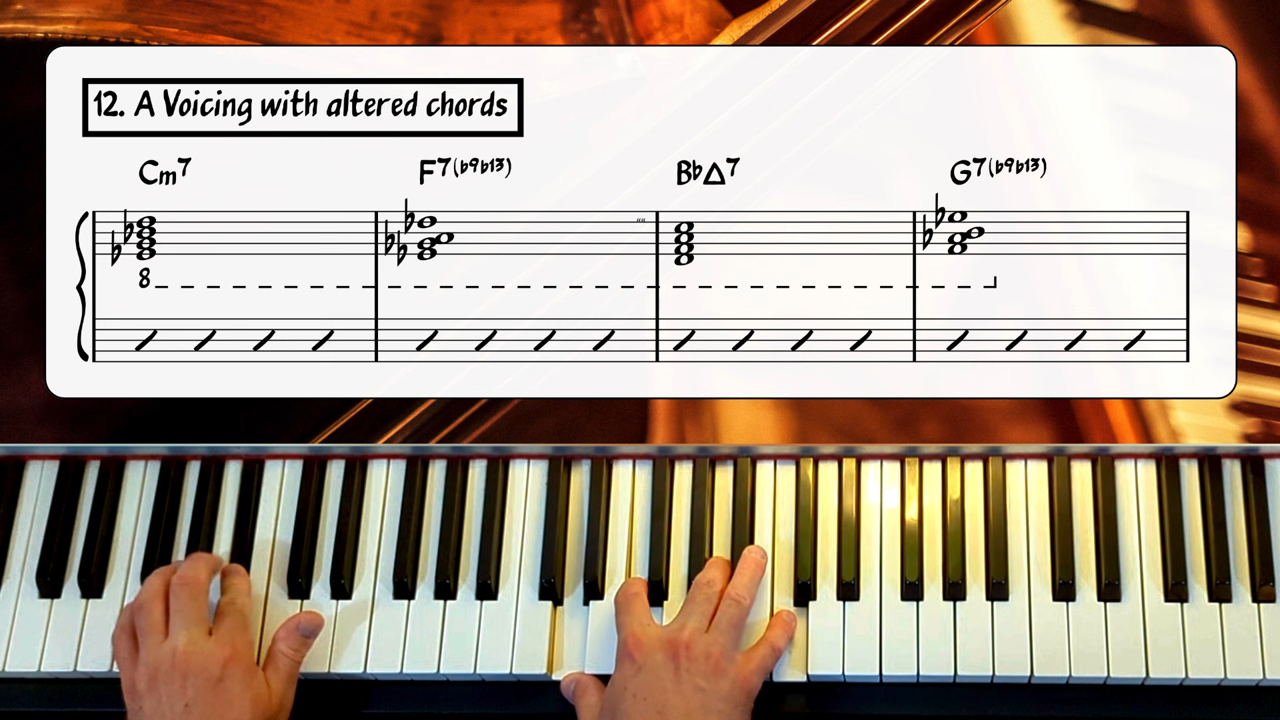 12. A Voicing with altered chords
Cm7 F7(b9b13) Bb△7 G7(b9b13)
8